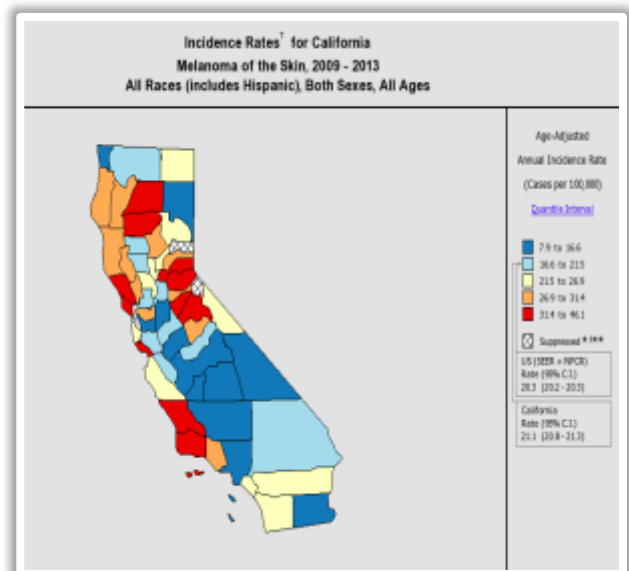 Incidence Rates† for California
Melanoma of the Skin, 2009 - 2013
All Races (includes Hispanic), Both Sexes, All Ages
Age-Adjusted
Annual Incidence Rate
(Cases per 100,000)
Quantile Interval
7.9 to 16.6
16.6 to 21.5
21.5 to 26.9
26.9 to 31.4
31.4 to 46.1
Suppressed
US (SEER + NPCR)
Rate (95% C.I.)
20.3 (20.2 - 20.3)
California
Rate (95% C.I.)
21.1 (20.8 - 21.3)